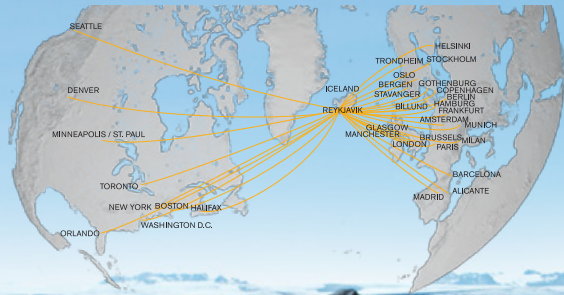 SEATTLE
HELSINKI
TRONDHEIM STOCKHOLM
OSLO
DENVER
ICELAND
BERGEN GOTHENBURG
STAVANGER COPENHAGEN
BERLIN
REYKJAVIK
BILLUND HAMBURG
FRANKFURT
AMSTERDAM
MUNICH
GLASGOW
MINNEAPOLIS / ST. PAUL
MANCHESTER
BRUSSELS MILAN
LONDON PARIS
BARCELONA
TORONTO
ALICANTE
MADRID
NEW YORK BOSTON HALIFAX
WASHINGTON D.C.
ORLANDO